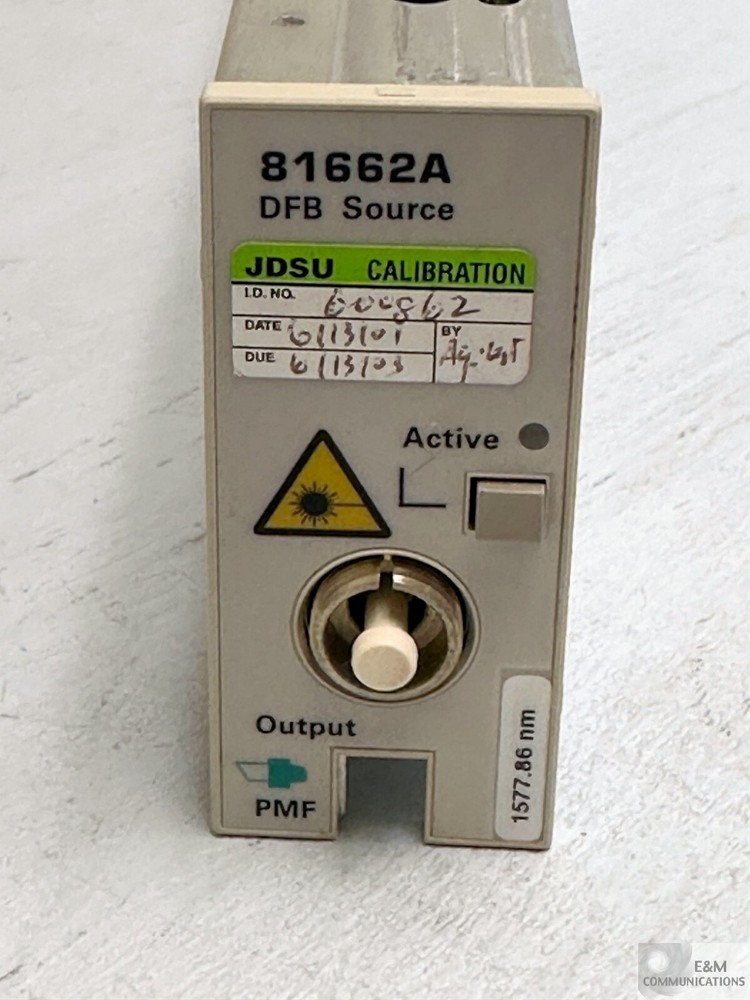 81662A
DFB Source
JDSU CALIBRATION
I.D. NO. 600862
DATE 6/13/01 BY
DUE 6/13/03 Agilent
Active
Output
PMF
1577.86 nm
E&M
COMMUNICATIONS